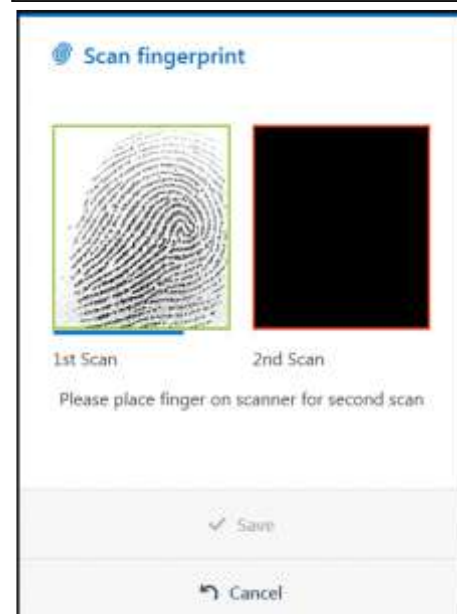 Scan fingerprint
1st Scan
2nd Scan
Please place finger on scanner for second scan
Save
Cancel